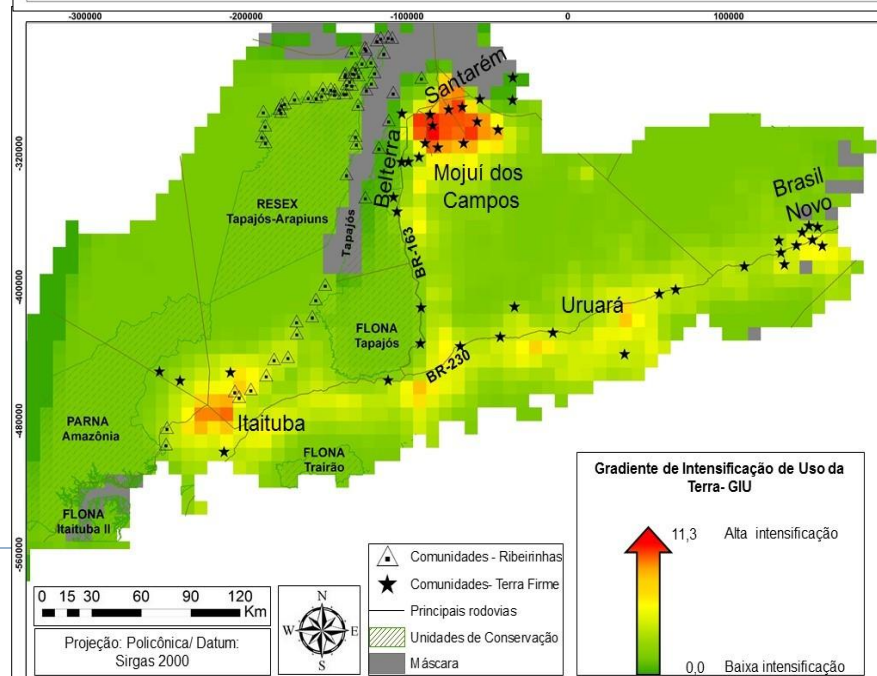 -300000
-200000
-100000
0
100000
-320000
-400000
-480000
-560000
Santarém
Belterra
Mojuí dos
Campos
Brasil
Novo
RESEX
Tapajós-Arapiuns
Tapajós
BR-163
FLONA
Tapajós
Uruará
BR-230
Itaituba
PARNA
Amazônia
FLONA
Trairão
FLONA
Itaituba II
0 15 30 60 90 120
Km
Projeção: Policônica/ Datum:
Sirgas 2000
N
W E
S
Comunidades - Ribeirinhas
Comunidades- Terra Firme
Principais rodovias
Unidades de Conservação
Máscara
Gradiente de Intensificação de Uso da
Terra- GIU
11,3 Alta intensificação
0,0 Baixa intensificação